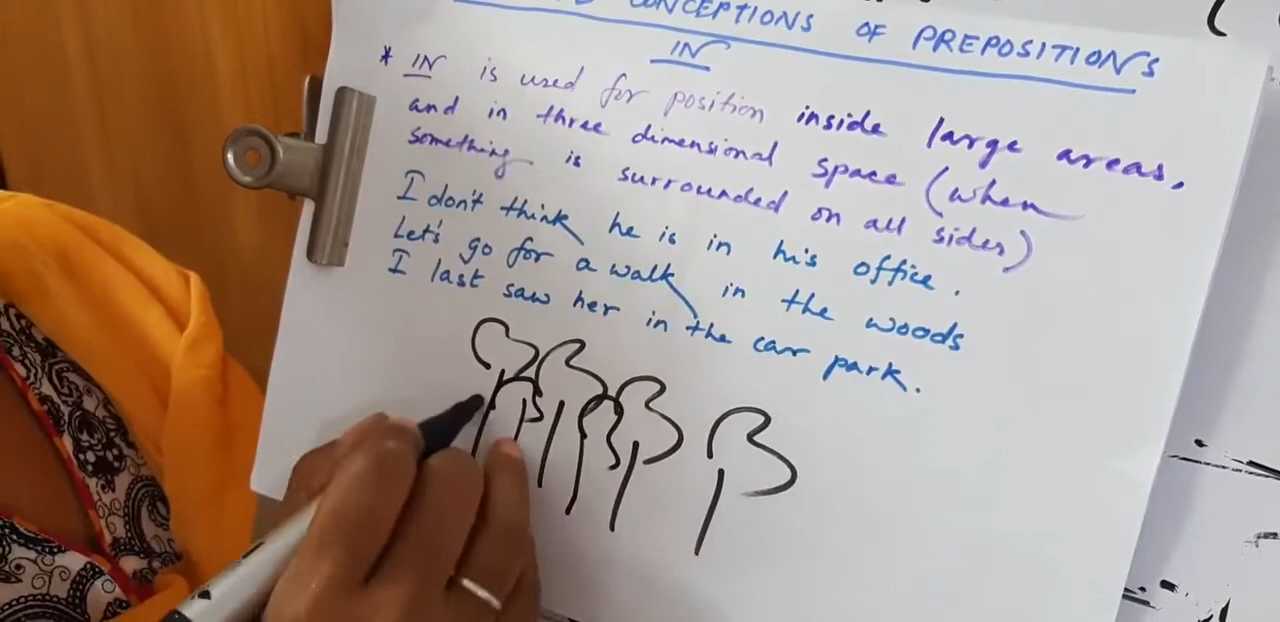 CONCEPTIONS OF PREPOSITIONS
IN
* IN is used for position inside large areas,
and in three dimensional space (when
something is surrounded on all sides)
I don't think he is in his office.
Let's go for a walk in the woods
I last saw her in the car park.